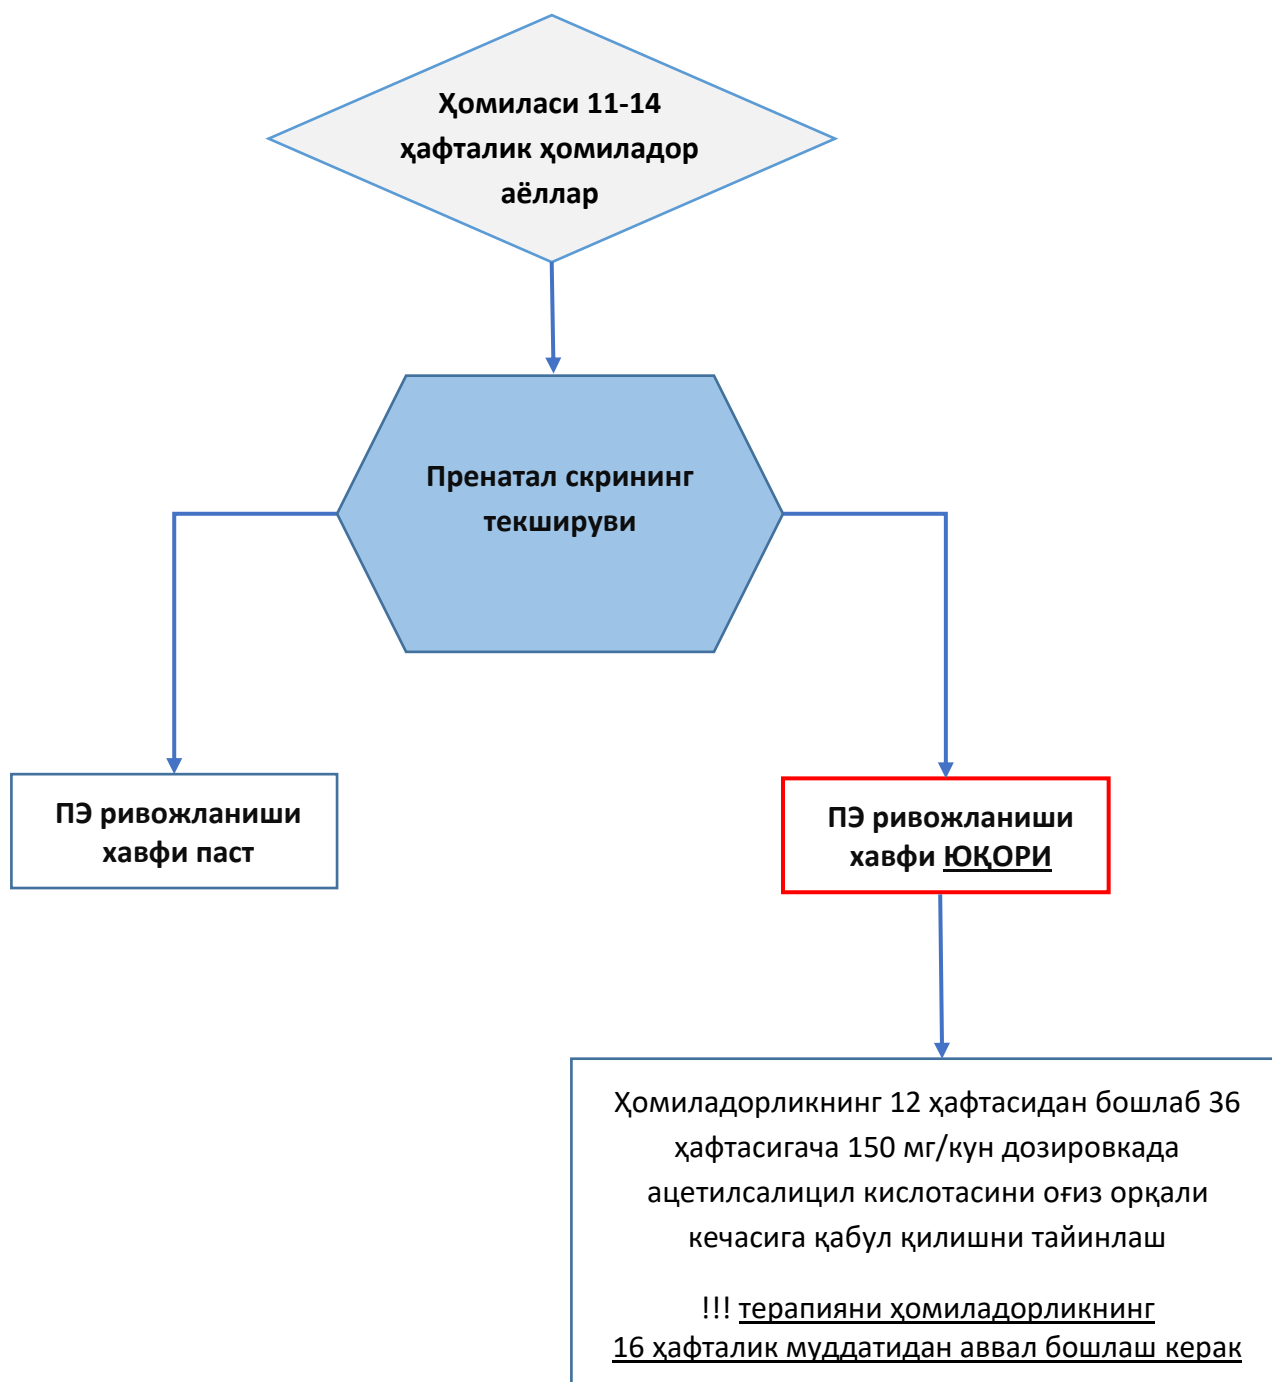 Ҳомиласи 11-14
ҳафталик ҳомиладор
аёллар
Пренатал скрининг
текшируви
ПЭ ривожланиши
хавфи паст
ПЭ ривожланиши
хавфи ЮҚОРИ
Ҳомиладорликнинг 12 ҳафтасидан бошлаб 36
ҳафтасигача 150 мг/кун дозировкада
ацетилсалицил кислотасини оғиз орқали
кечасига қабул қилишни тайинлаш
!!! терапияни ҳомиладорликнинг
16 ҳафталик муддатидан аввал бошлаш керак